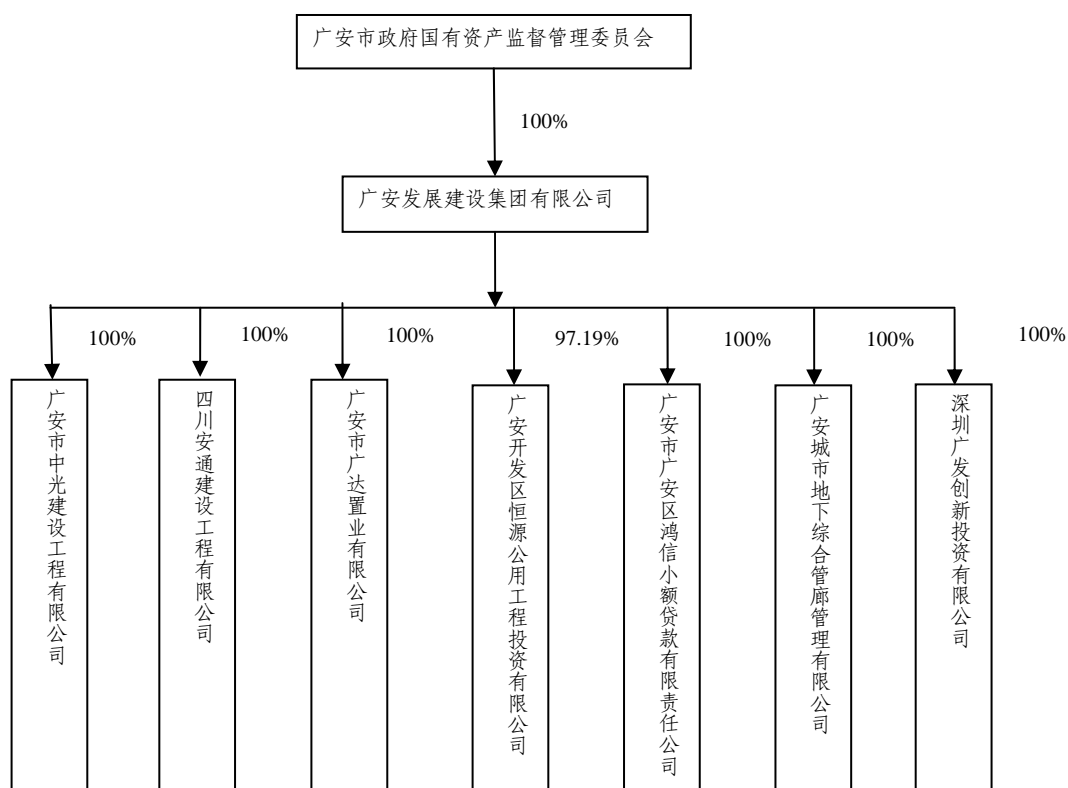 广安市政府国有资产监督管理委员会
100%
广安发展建设集团有限公司
100%
100%
100%
97.19%
100%
100%
100%
广安市中光建设工程有限公司
四川安通建设工程有限公司
广安市广达置业有限公司
广安开发区恒源公用工程投资有限公司
广安市广安区鸿信小额贷款有限责任公司
广安城市地下综合管廊管理有限公司
深圳广发创新投资有限公司